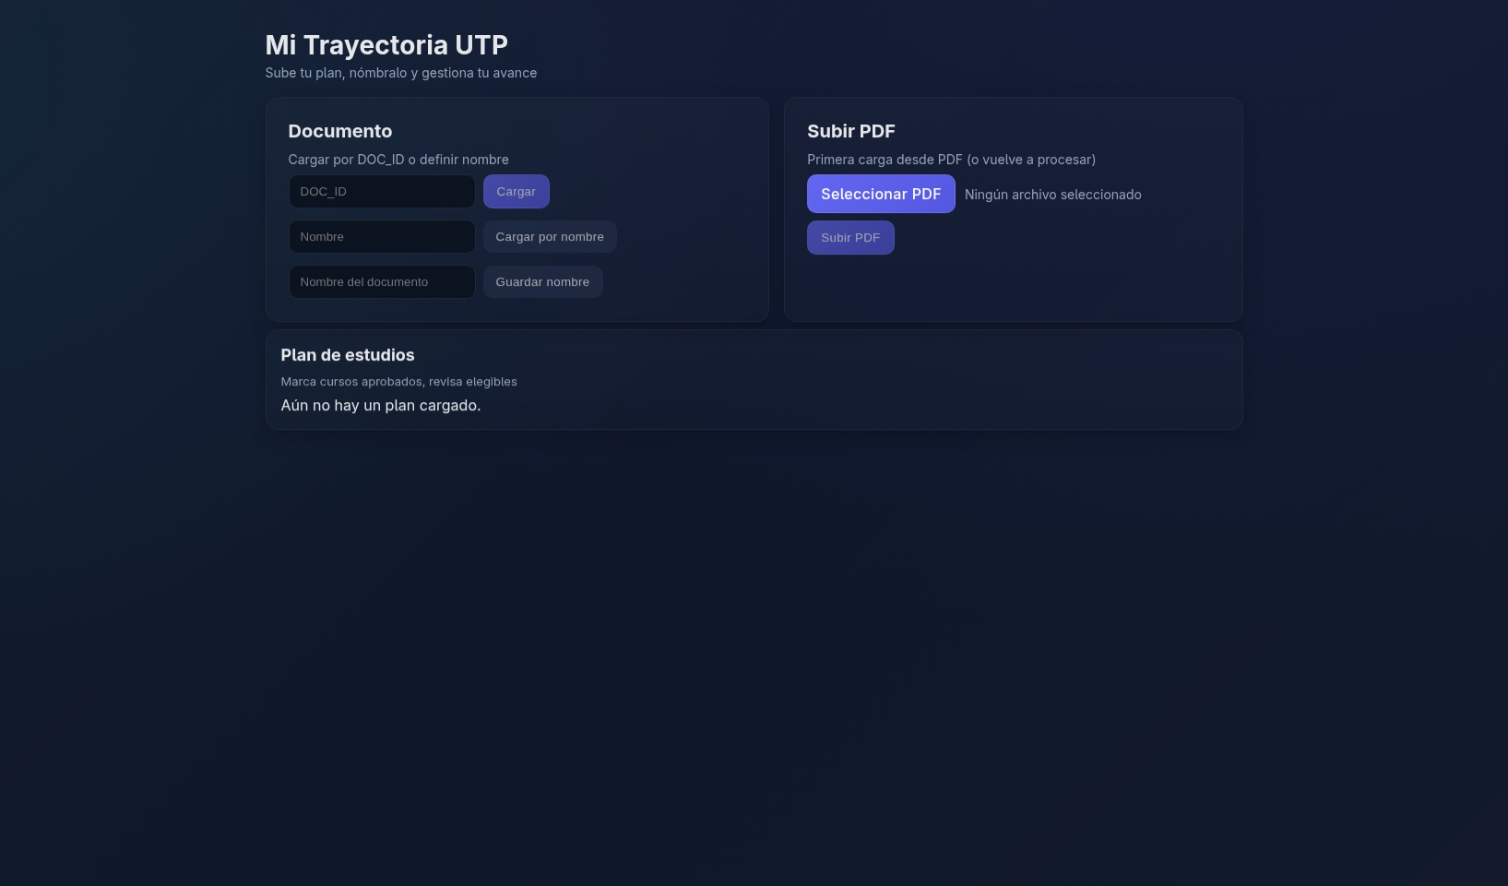 Mi Trayectoria UTP
Sube tu plan, nómbralo y gestiona tu avance
Documento
Cargar por DOC_ID o definir nombre
DOC_ID
Cargar
Nombre
Cargar por nombre
Nombre del documento
Guardar nombre
Subir PDF
Primera carga desde PDF (o vuelve a procesar)
Seleccionar PDF
Ningún archivo seleccionado
Subir PDF
Plan de estudios
Marca cursos aprobados, revisa elegibles
Aún no hay un plan cargado.